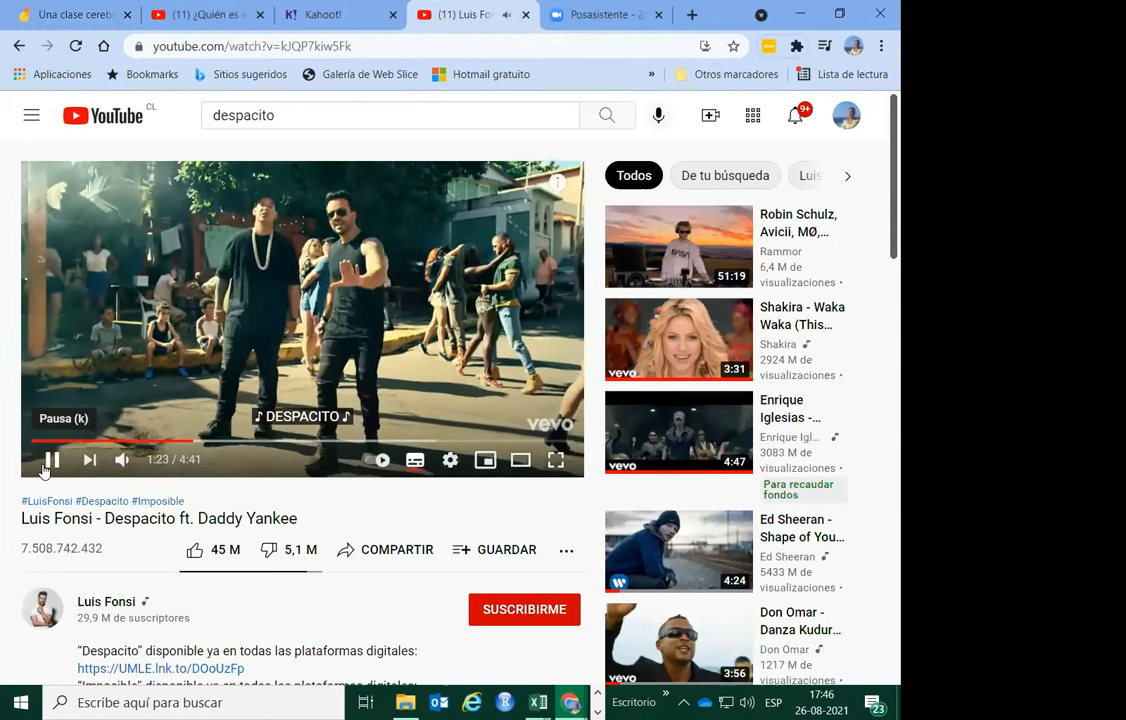 Una clase cereb
(11) ¿Quién es e
Kahoot!
(11) Luis Fo
Posasistente - Z
youtube.com/watch?v=kJQP7kiw5Fk
Aplicaciones
Bookmarks
Sitios sugeridos
Galería de Web Slice
Hotmail gratuito
»
Otros marcadores
Lista de lectura
YouTube CL
despacito
9+
Todos
De tu búsqueda
Luis
♪ DESPACITO ♪
vevo
Pausa (k)
1:23 / 4:41
#LuisFonsi #Despacito #Imposible
Luis Fonsi - Despacito ft. Daddy Yankee
7.508.742.432
45 M
5,1 M
COMPARTIR
GUARDAR
Luis Fonsi
29,9 M de suscriptores
SUSCRIBIRME
“Despacito” disponible ya en todas las plataformas digitales:
https://UMLE.lnk.to/DOoUzFp
Robin Schulz,
Avicii, MØ,...
Rammor
6,4 M de
visualizaciones •
51:19
Shakira - Waka
Waka (This...
Shakira
2924 M de
visualizaciones •
vevo
3:31
Enrique
Iglesias -
Enrique Igl...
3083 M de
visualizaciones •
Para recaudar
fondos
vevo
4:47
Ed Sheeran -
Shape of You...
Ed Sheeran
5433 M de
visualizaciones •
4:24
Don Omar -
Danza Kudur...
Don Omar
1217 M de
visualizaciones •
vevo
3:56
Escribe aquí para buscar
Escritorio
»
ESP
17:46
26-08-2021
23